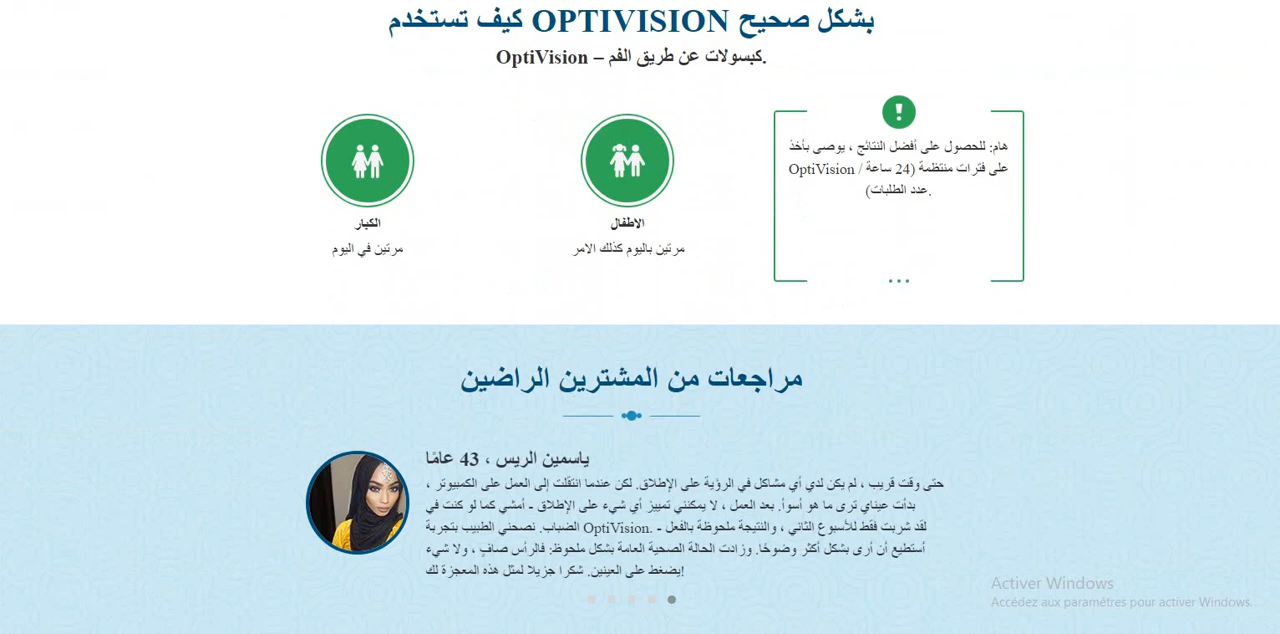 كيف تستخدم OPTIVISION بشكل صحيح
OptiVision – كبسولات عن طريق الفم.
هام: للحصول على أفضل النتائج ، يوصى بأخذ
OptiVision على فترات منتظمة (24 ساعة /
عدد الطلبات).
الاطفال
مرتين باليوم كذلك الامر
الكبار
مرتين في اليوم
مراجعات من المشترين الراضين
ياسمين الريس ، 43 عامًا
حتى وقت قريب ، لم يكن لدي أي مشاكل في الرؤية على الإطلاق. لكن عندما انتقلت إلى العمل على الكمبيوتر ،
بدأت عيناي ترى ما هو أسوأ. بعد العمل ، لا يمكنني تمييز أي شيء على الإطلاق - أمشي كما لو كنت في
الضباب. نصحني الطبيب بتجربة OptiVision. لقد شربت فقط للأسبوع الثاني ، والنتيجة ملحوظة بالفعل -
أستطيع أن أرى بشكل أكثر وضوحًا. وزادت الحالة الصحية العامة بشكل ملحوظ: فالرأس صافٍ ، ولا شيء
يضغط على العينين. شكرا جزيلا لمثل هذه المعجزة لك!
Activer Windows
Accédez aux paramètres pour activer Windows.